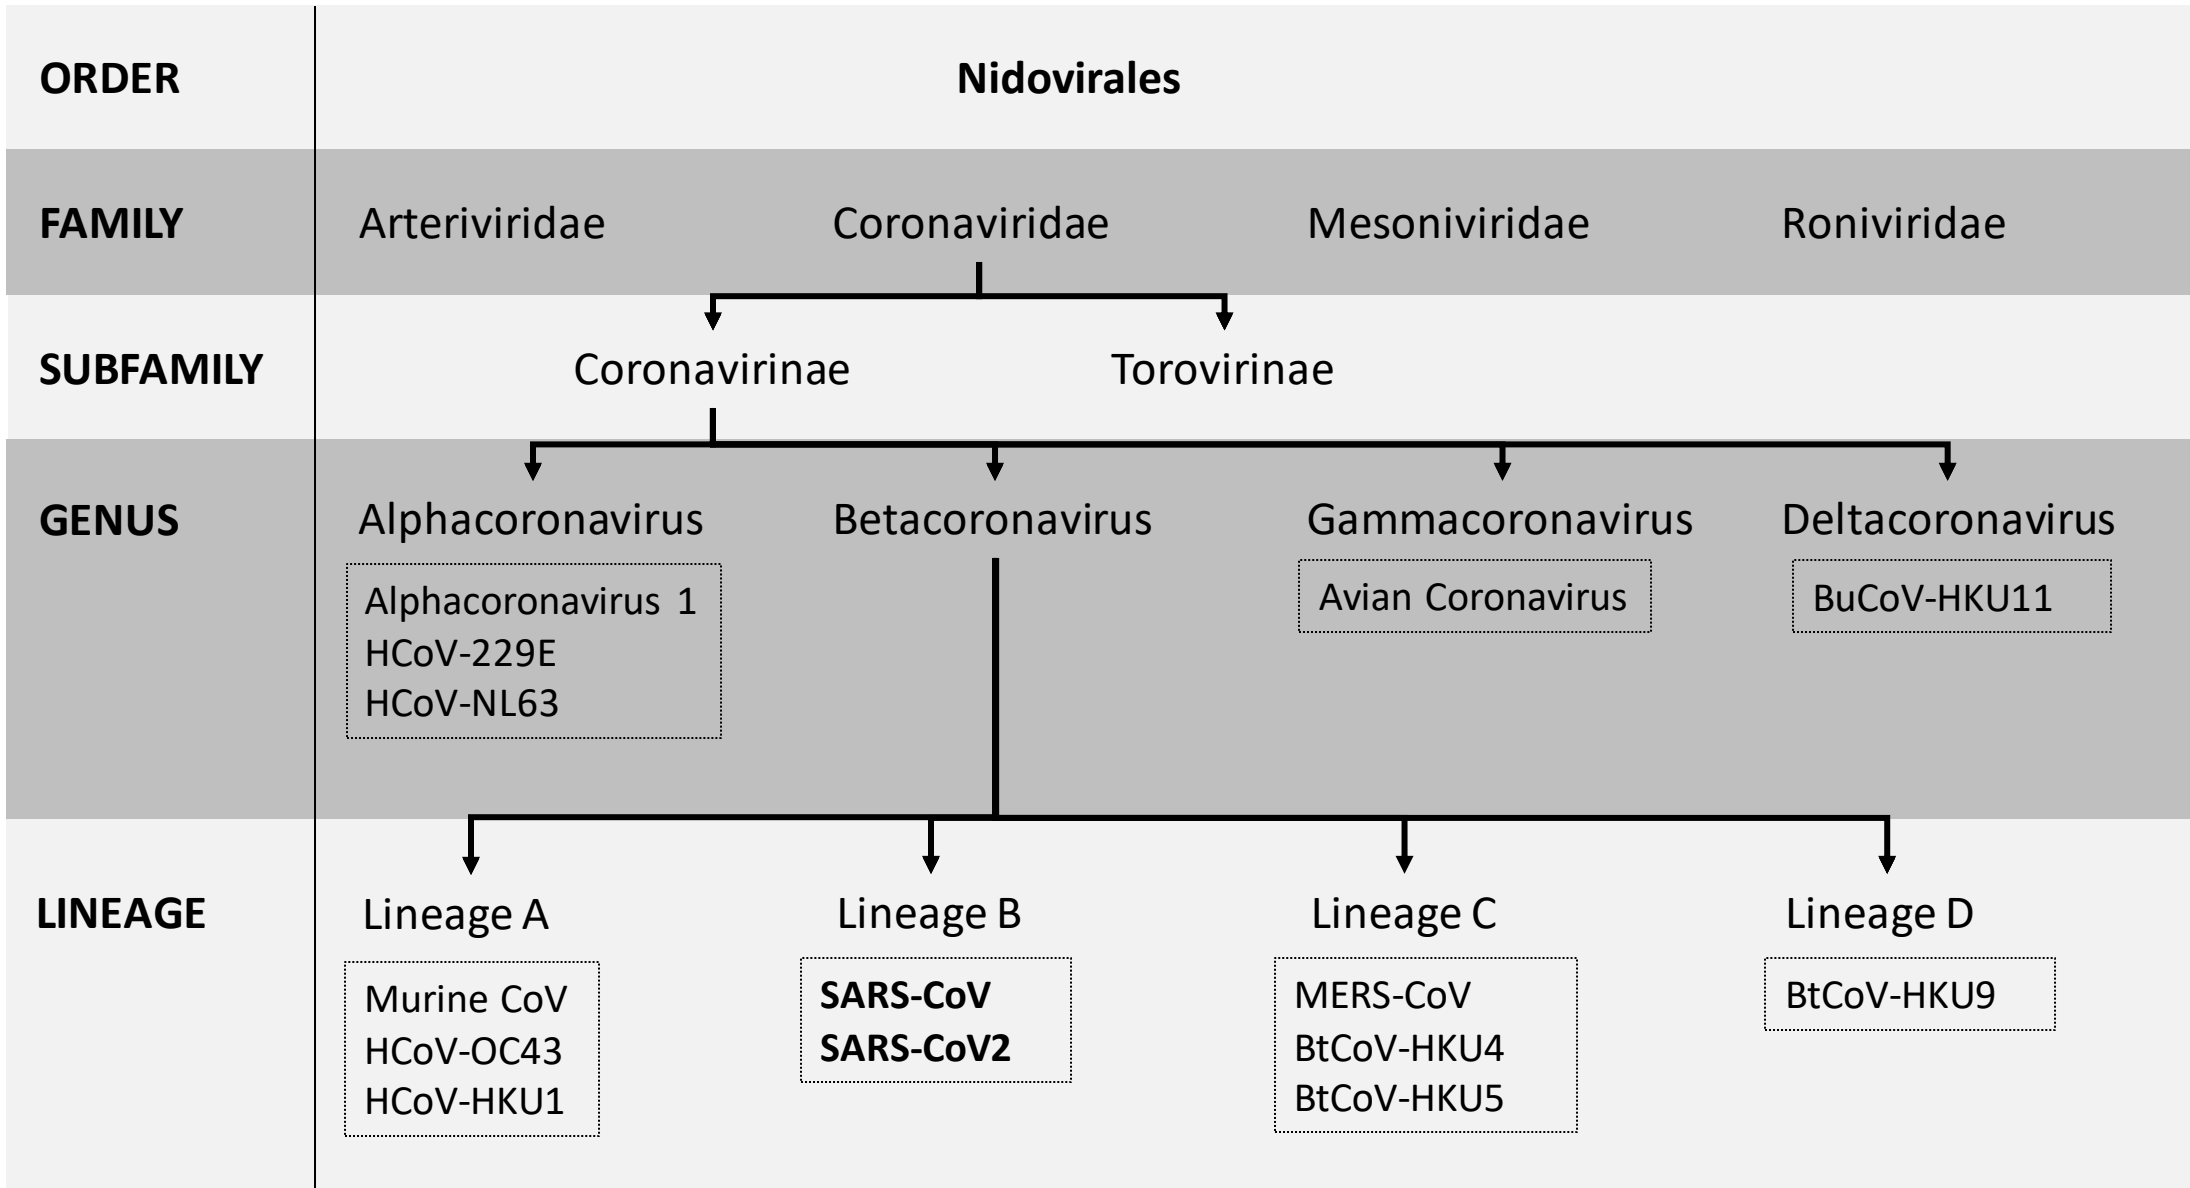 ORDER
Nidovirales
FAMILY
Arteriviridae
Coronaviridae
Mesoniviridae
Roniviridae
SUBFAMILY
Coronavirinae
Torovirinae
GENUS
Alphacoronavirus
Betacoronavirus
Gammacoronavirus
Deltacoronavirus
Alphacoronavirus 1
HCoV-229E
HCoV-NL63
Avian Coronavirus
BuCoV-HKU11
LINEAGE
Lineage A
Lineage B
Lineage C
Lineage D
Murine CoV
HCoV-OC43
HCoV-HKU1
SARS-CoV
SARS-CoV2
MERS-CoV
BtCoV-HKU4
BtCoV-HKU5
BtCoV-HKU9